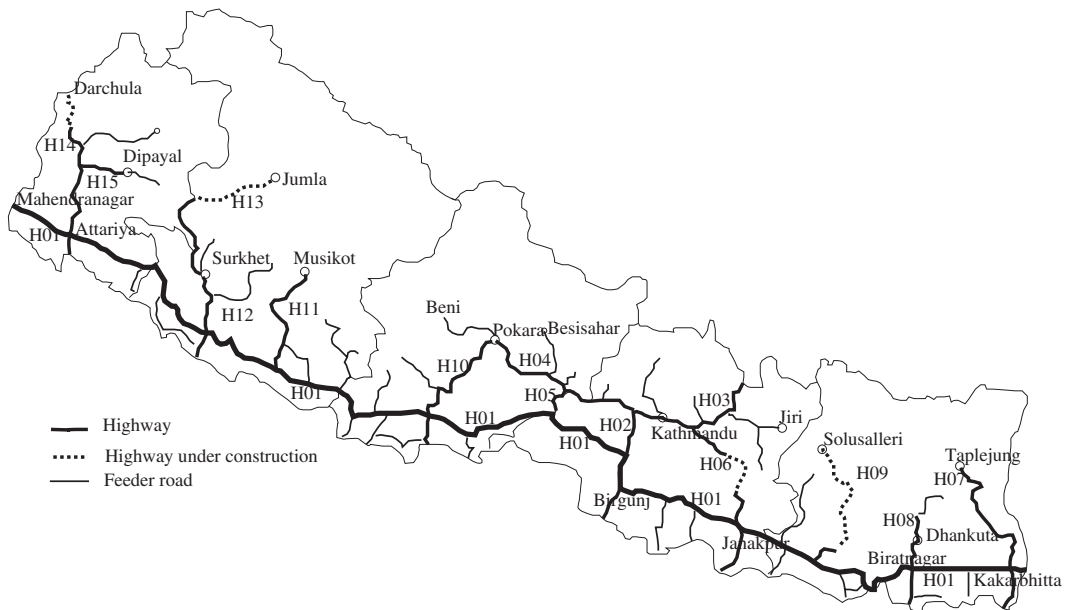 Darchula
H14
Dipayal
H15
Jumla
H13
Mahendranagar
H01
Attariya
Surkhet
Musikot
H12
H11
Beni
Pokara
Besisahar
H10
H04
H01
H05
H03
H01
H02
Kathmandu
Jiri
H01
Highway
Highway under construction
Feeder road
H06
Solusalleri
H09
Taplejung
H07
Birgunj
H01
H08
Dhankuta
Janakpur
Biratnagar
H01
Kakarbhitta